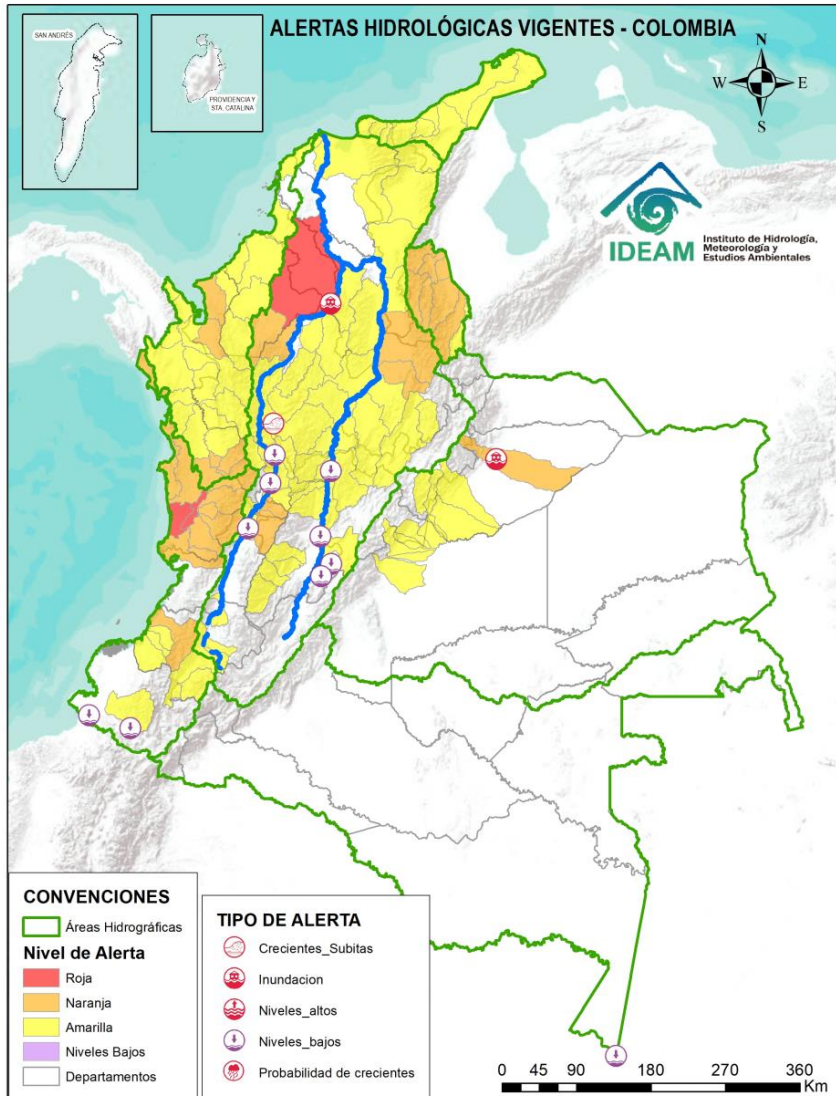 ALERTAS HIDROLÓGICAS VIGENTES - COLOMBIA
SAN ANDRÉS
PROVIDENCIA Y
STA. CATALINA
N
W
E
S
IDEAM
Instituto de Hidrología,
Meteorología y
Estudios Ambientales
CONVENCIONES
Áreas Hidrográficas
Nivel de Alerta
Roja
Naranja
Amarilla
Niveles Bajos
Departamentos
TIPO DE ALERTA
Crecientes_Subitas
Inundacion
Niveles_altos
Niveles_bajos
Probabilidad de crecientes
0 45 90 180 270 360
Km